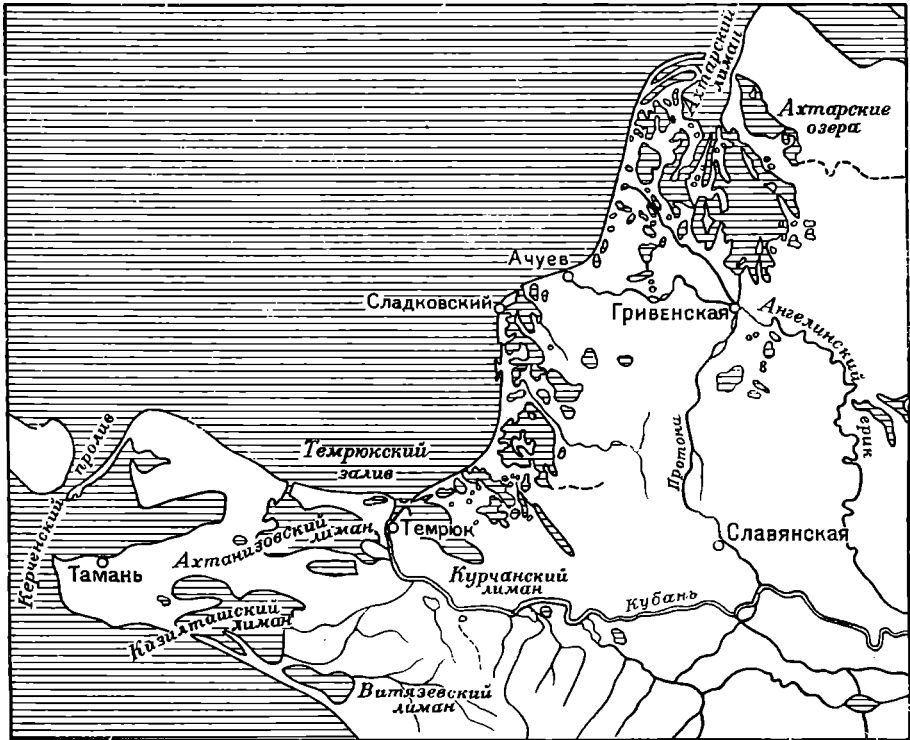 Ахтарский
лиман
Ахтарские
озера
Ачуев
Сладковский
Гривенская
Ангелинский
ерик
Протока
Темрюкский
залив
Керченский пролив
Ахтанизовский
лиман
Темрюк
Славянская
Тамань
Курчанский
лиман
Кубань
Кизилташский
лиман
Витязевский
лиман